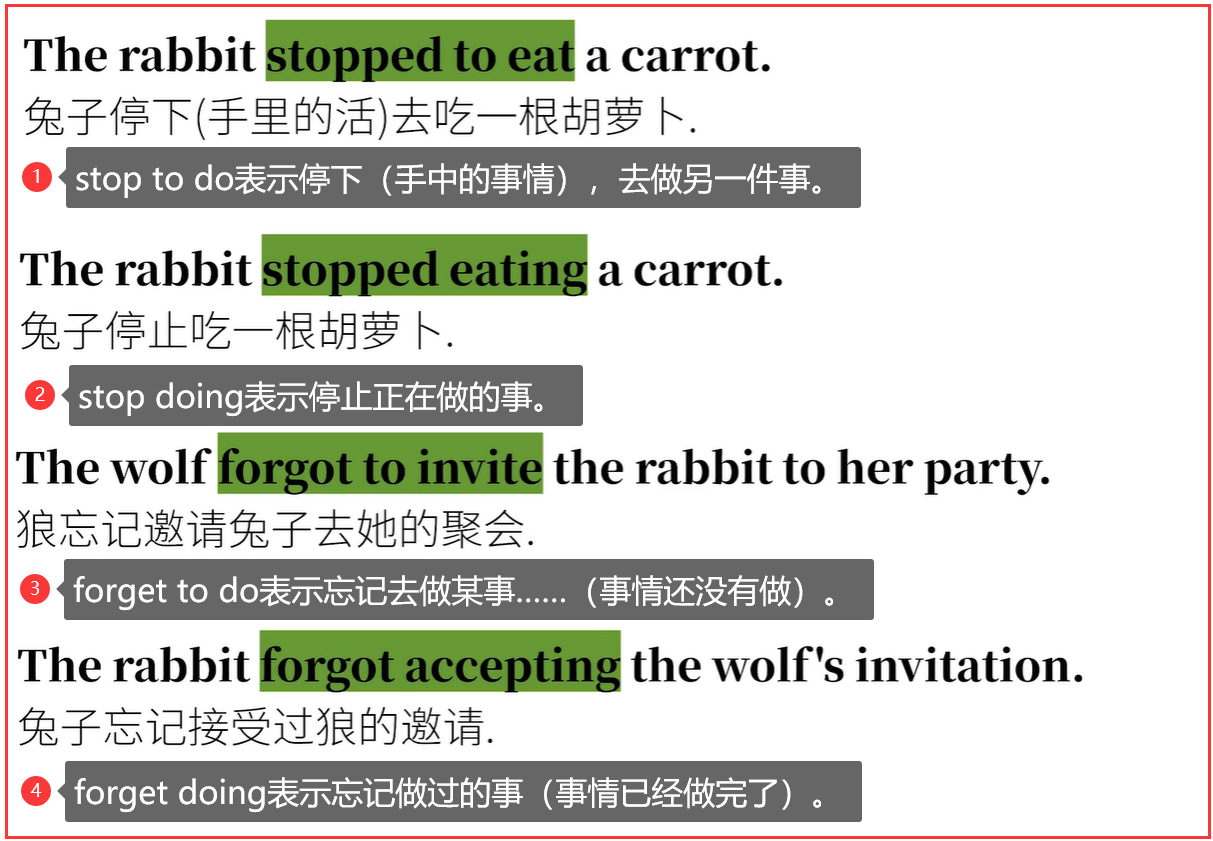 The rabbit stopped to eat a carrot.
兔子停下(手里的活)去吃一根胡萝卜.
1 stop to do表示停下（手中的事情），去做另一件事。
The rabbit stopped eating a carrot.
兔子停止吃一根胡萝卜.
2 stop doing表示停止正在做的事。
The wolf forgot to invite the rabbit to her party.
狼忘记邀请兔子去她的聚会.
3 forget to do表示忘记去做某事……（事情还没有做）。
The rabbit forgot accepting the wolf's invitation.
兔子忘记接受过狼的邀请.
4 forget doing表示忘记做过的事（事情已经做完了）。